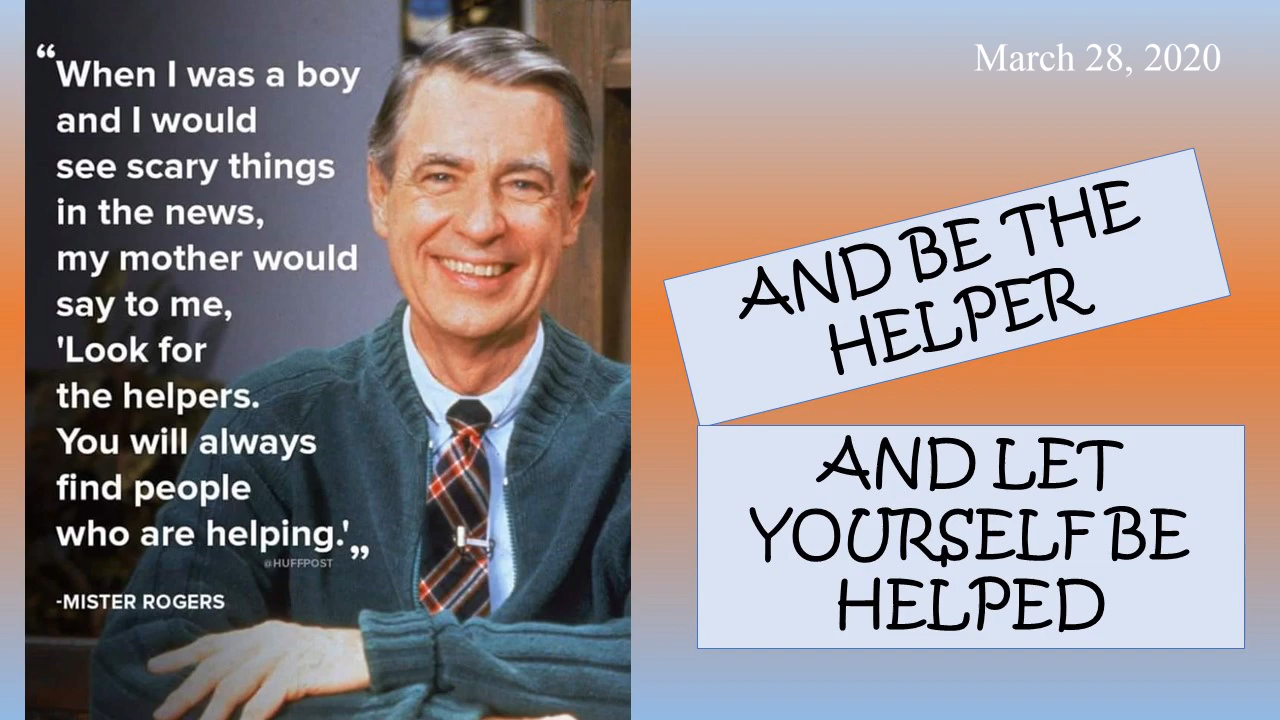 “When I was a boy
and I would
see scary things
in the news,
my mother would
say to me,
'Look for
the helpers.
You will always
find people
who are helping.'„
@HUFFPOST
-MISTER ROGERS
March 28, 2020
AND BE THE
HELPER
AND LET
YOURSELF BE
HELPED